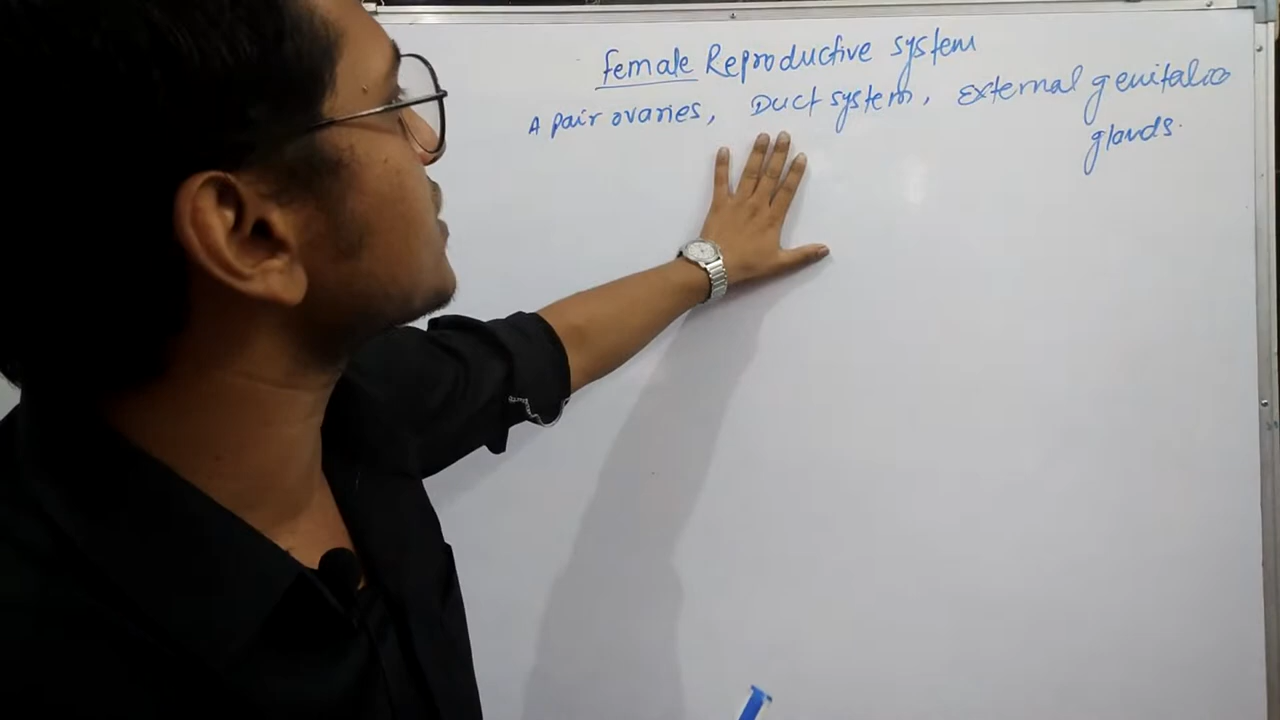 female Reproductive system
A pair ovaries, Duct system, External genitalia
glands.